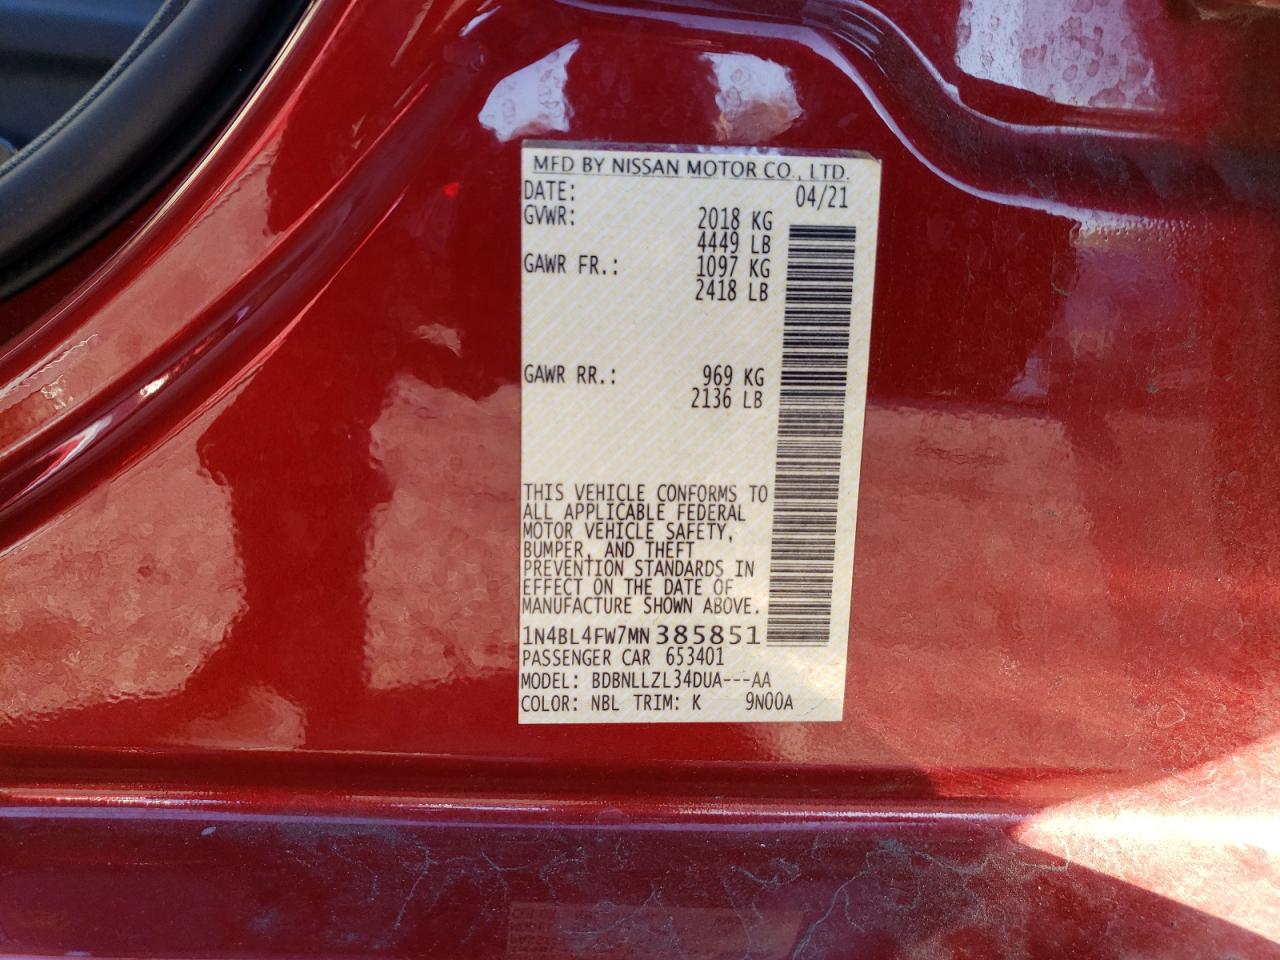 MFD BY NISSAN MOTOR CO., LTD.
DATE: 04/21
GVWR: 2018 KG
4449 LB
GAWR FR.: 1097 KG
2418 LB
GAWR RR.: 969 KG
2136 LB
THIS VEHICLE CONFORMS TO
ALL APPLICABLE FEDERAL
MOTOR VEHICLE SAFETY,
BUMPER, AND THEFT
PREVENTION STANDARDS IN
EFFECT ON THE DATE OF
MANUFACTURE SHOWN ABOVE.
1N4BL4FW7MN385851
PASSENGER CAR 653401
MODEL: BDBNLLZL34DUA---AA
COLOR: NBL TRIM: K 9N00A